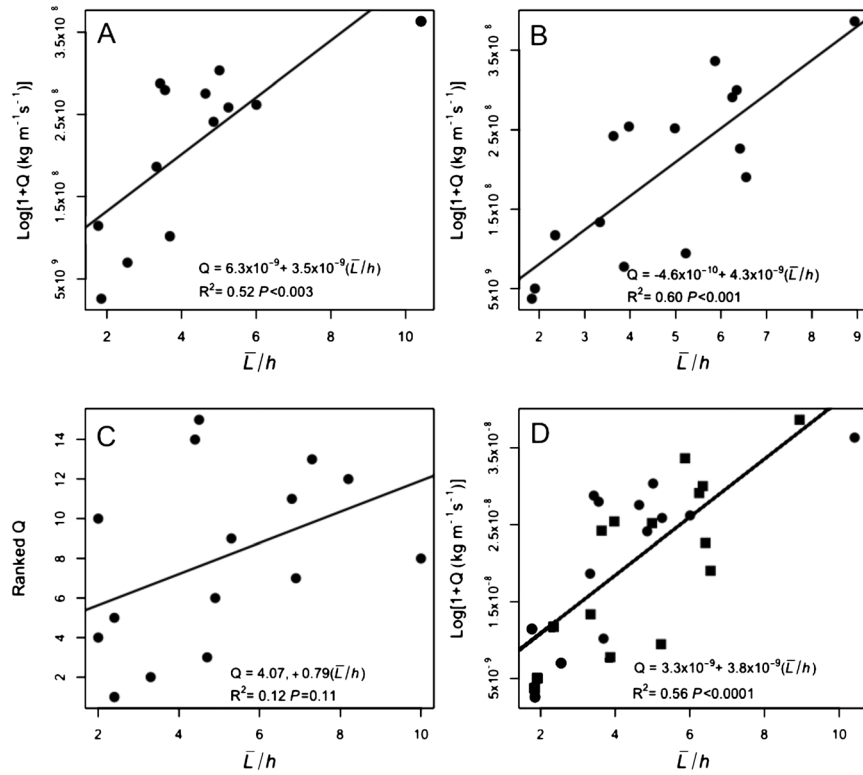 A
Log[1+Q (kg m⁻¹s⁻¹)]
3.5x10⁻⁸
2.5x10⁻⁸
1.5x10⁻⁸
5x10⁻⁹
Q = 6.3x10⁻⁹+ 3.5x10⁻⁹(L̅/h)
R²= 0.52 P<0.003
2 4 6 8 10
L̅/h
B
Log[1+Q (kg m⁻¹s⁻¹)]
3.5x10⁻⁸
2.5x10⁻⁸
1.5x10⁻⁸
5x10⁻⁹
Q = -4.6x10⁻¹⁰+ 4.3x10⁻⁹(L̅/h)
R²= 0.60 P<0.001
2 3 4 5 6 7 8 9
L̅/h
C
Ranked Q
14
12
10
8
6
4
2
Q = 4.07, + 0.79(L̅/h)
R²= 0.12 P=0.11
2 4 6 8 10
L̅/h
D
Log[1+Q (kg m⁻¹s⁻¹)]
3.5x10⁻⁸
2.5x10⁻⁸
1.5x10⁻⁸
5x10⁻⁹
Q = 3.3x10⁻⁹+ 3.8x10⁻⁹(L̅/h)
R²= 0.56 P<0.0001
2 4 6 8 10
L̅/h